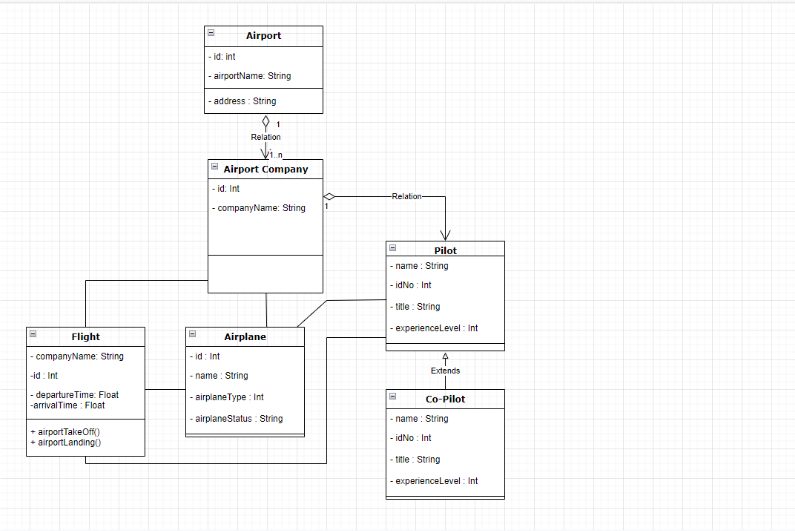 Airport
- id: int
- airportName: String
- address : String
1
Relation
1..n
Airport Company
- id: Int
- companyName: String
1
Relation
Pilot
- name : String
- idNo : Int
- title : String
- experienceLevel : Int
Flight
- companyName: String
-id : Int
- departureTime: Float
-arrivalTime : Float
+ airportTakeOff()
+ airportLanding()
Airplane
- id : Int
- name : String
- airplaneType : Int
- airplaneStatus : String
Extends
Co-Pilot
- name : String
- idNo : Int
- title : String
- experienceLevel : Int